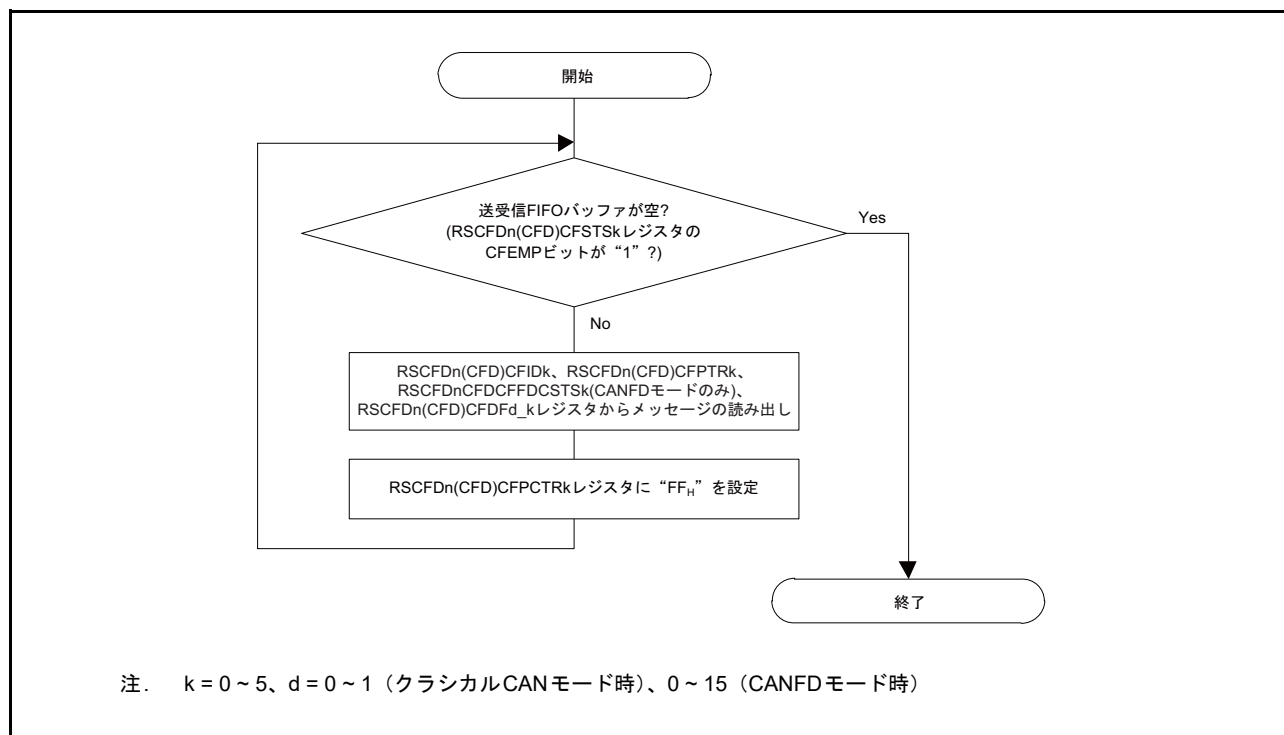 開始
送受信FIFOバッファが空?
(RSCFDn(CFD)CFSTSkレジスタの
CFEMPビットが“1”?)
Yes
No
RSCFDn(CFD)CFIDk、RSCFDn(CFD)CFPTRk、
RSCFDnCFDCFFDCSTSk(CANFDモードのみ)、
RSCFDn(CFD)CFDFd_kレジスタからメッセージの読み出し
RSCFDn(CFD)CFPCTRkレジスタに“FFH”を設定
終了
注. k = 0 ~ 5、d = 0 ~ 1（クラシカルCANモード時）、0 ~ 15（CANFDモード時）